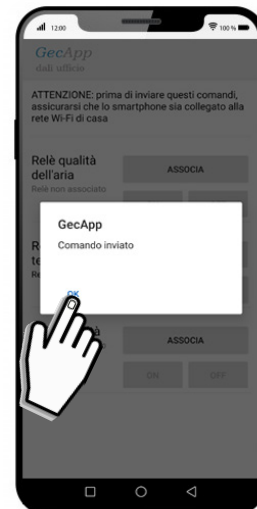 12:00
100 %
GecApp
dali ufficio
ATTENZIONE: prima di inviare questi comandi,
assicurarsi che lo smartphone sia collegato alla
rete Wi-Fi di casa
Relè qualità
dell'aria
Relè non associato
ASSOCIA
GecApp
Comando inviato
OK
ASSOCIA
ON
OFF